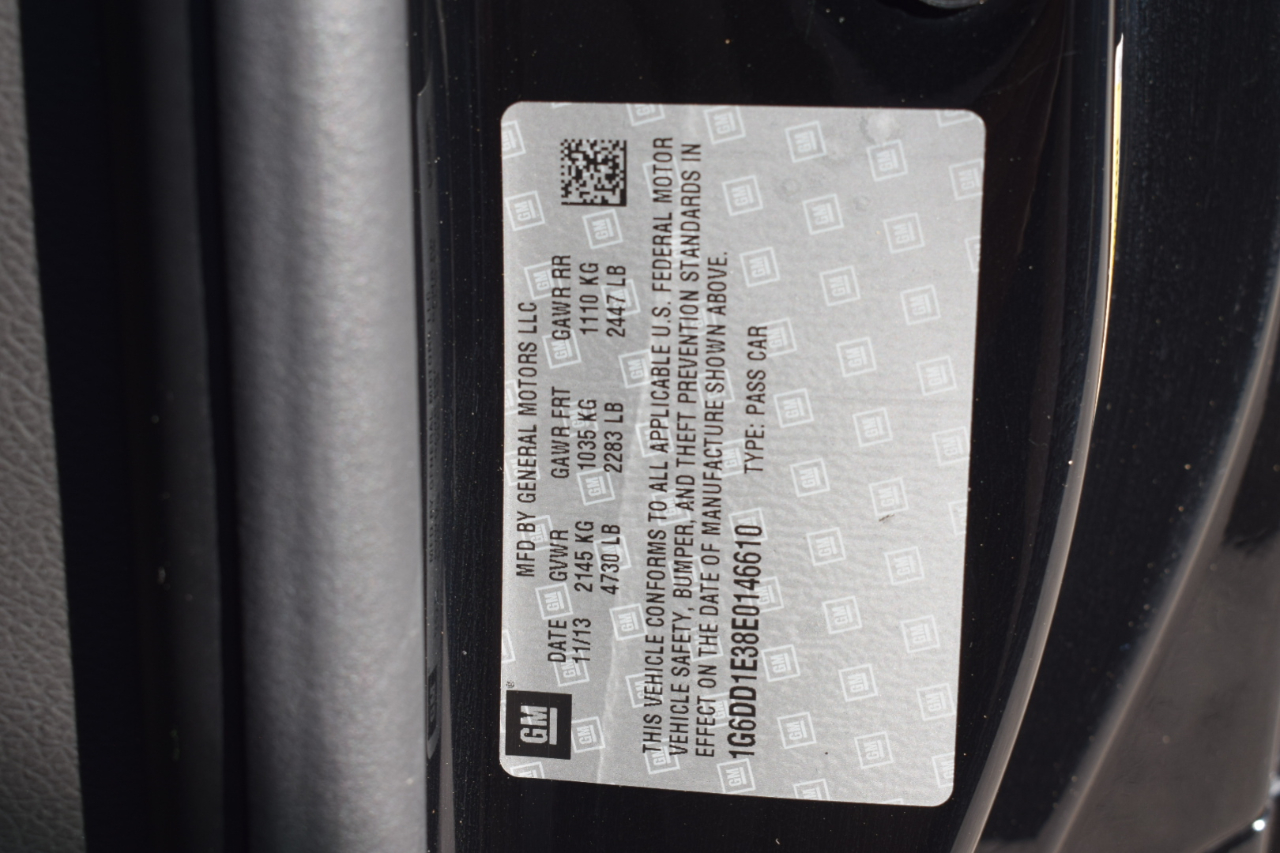 GM®
MFD BY GENERAL MOTORS LLC
DATE GVWR GAWR FRT GAWR RR
11/13 2145 KG 1035 KG 1110 KG
4730 LB 2283 LB 2447 LB
THIS VEHICLE CONFORMS TO ALL APPLICABLE U.S. FEDERAL MOTOR
VEHICLE SAFETY, BUMPER, AND THEFT PREVENTION STANDARDS IN
EFFECT ON THE DATE OF MANUFACTURE SHOWN ABOVE.
1G6DD1E38E0146610 TYPE: PASS CAR